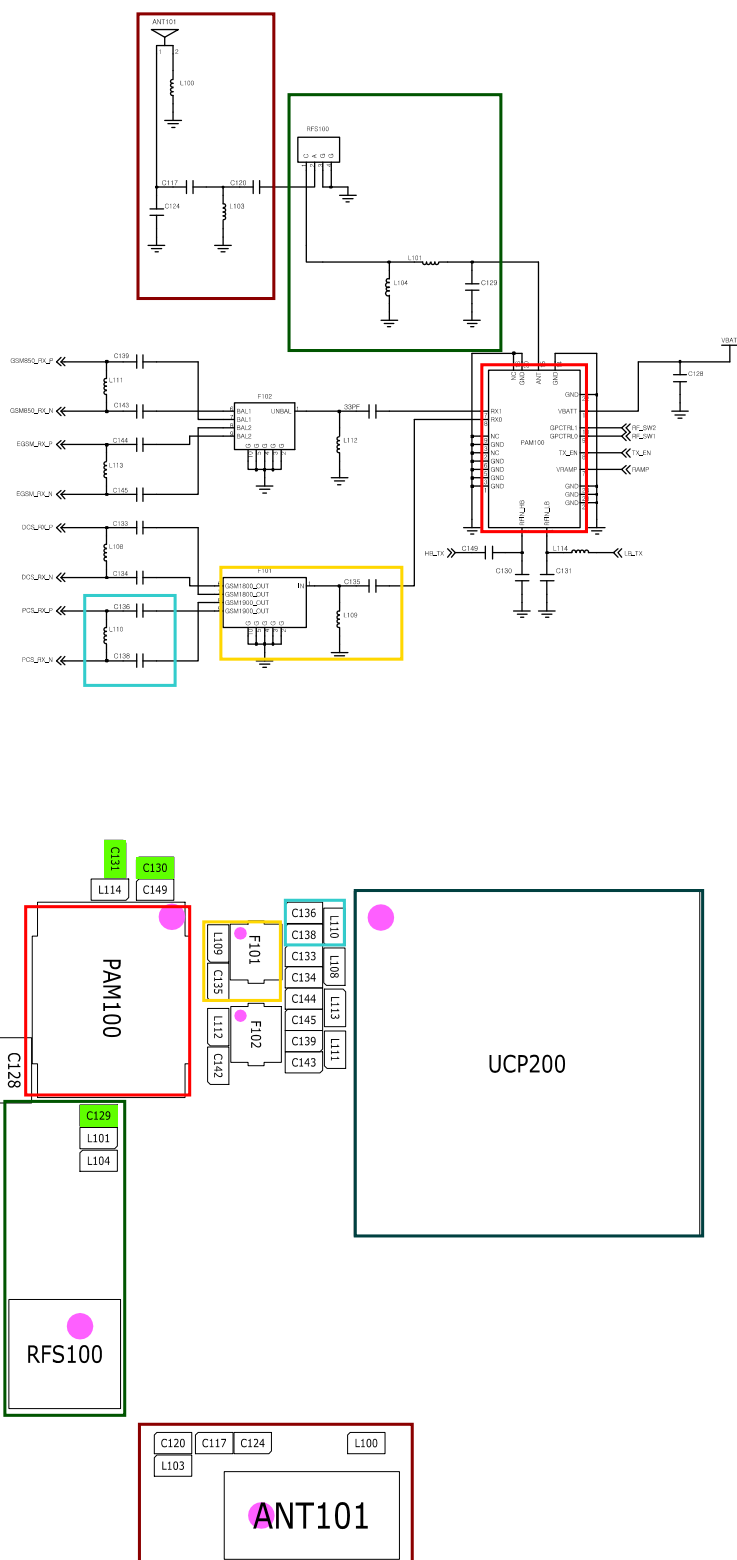 ANT101
1 2
L100
RFS100
C A G G
1 2 3 4
C117 C120
C124 L103
L101
L104 C129
GSM850_RX_P C139
L111
GSM850_RX_N C143
EGSM_RX_P C144
L113
EGSM_RX_N C145
F102
BAL1 UNBAL
BAL1
BAL2
BAL2
G G G G G
33PF
L112
DCS_RX_P C133
L108
DCS_RX_N C134
PCS_RX_P C136
L110
PCS_RX_N C138
F101
GSM1800_OUT IN
GSM1800_OUT
GSM1900_OUT
GSM1900_OUT
G G G G G
C135
L109
NC GND ANT GND
PAM100
RX1
RX0
NC
GND
NC
GND
GND
GND
GND
GND
VBATT
GPCTRL1 RF_SW2
GPCTRL0 RF_SW1
TX_EN TX_EN
VRAMP RAMP
GND
GND
GND
RFIN_HB RFIN_LB
VBAT
C128
HB_TX C149 L114 LB_TX
C130 C131
C131 C130
L114 C149
PAM100
C128
L109 F101
C135
L112 F102
C142
C136 L110
C138
C133 L108
C134
C144 L113
C145
C139 L111
C143
UCP200
C129
L101
L104
RFS100
C120 C117 C124 L100
L103
ANT101